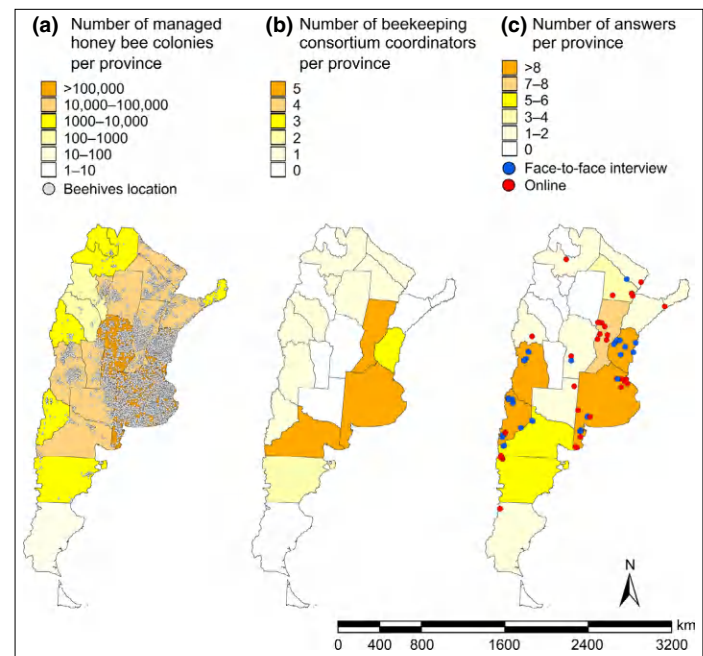 (a) Number of managed
honey bee colonies
per province
>100,000
10,000–100,000
1000–10,000
100–1000
10–100
1–10
Beehives location
(b) Number of beekeeping
consortium coordinators
per province
5
4
3
2
1
0
(c) Number of answers
per province
>8
7–8
5–6
3–4
1–2
0
Face-to-face interview
Online
N
km
0 400 800 1600 2400 3200